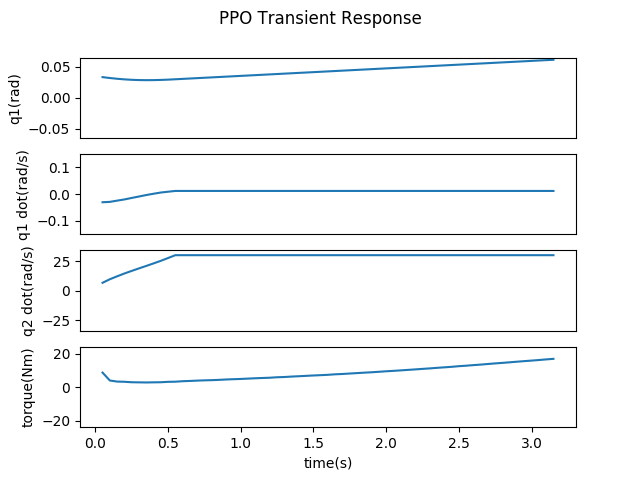 PPO Transient Response
q1(rad)
0.05
0.00
−0.05
q1 dot(rad/s)
0.1
0.0
−0.1
q2 dot(rad/s)
25
0
−25
torque(Nm)
20
0
−20
0.0 0.5 1.0 1.5 2.0 2.5 3.0
time(s)